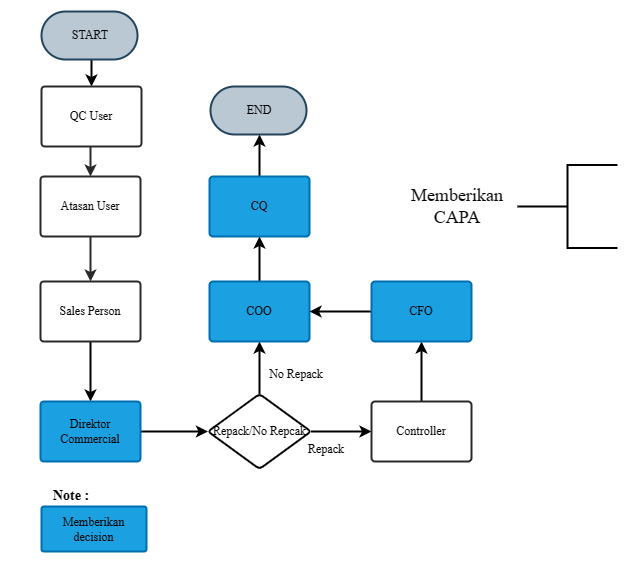 START
QC User
Atasan User
Sales Person
Direktor
Commercial
Repack/No Repcak
No Repack
Repack
Controller
CFO
COO
CQ
END
Memberikan
CAPA
Note :
Memberikan
decision